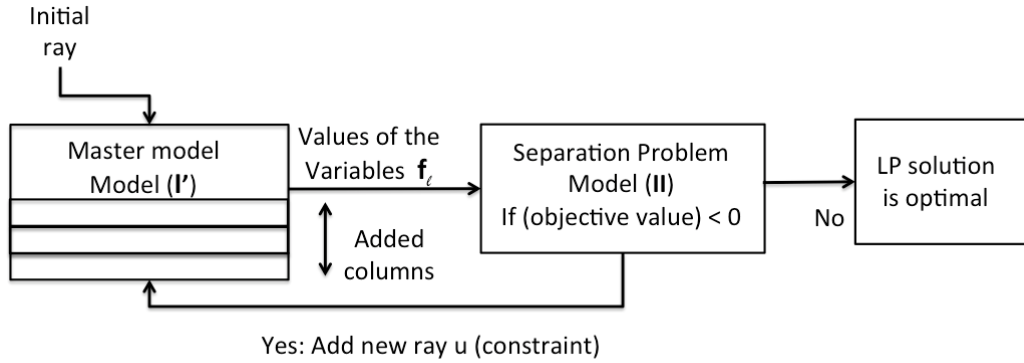 Initial
ray
Master model
Model (I’)
Values of the
Variables fℓ
Added
columns
Separation Problem
Model (II)
If (objective value) < 0
No
LP solution
is optimal
Yes: Add new ray u (constraint)